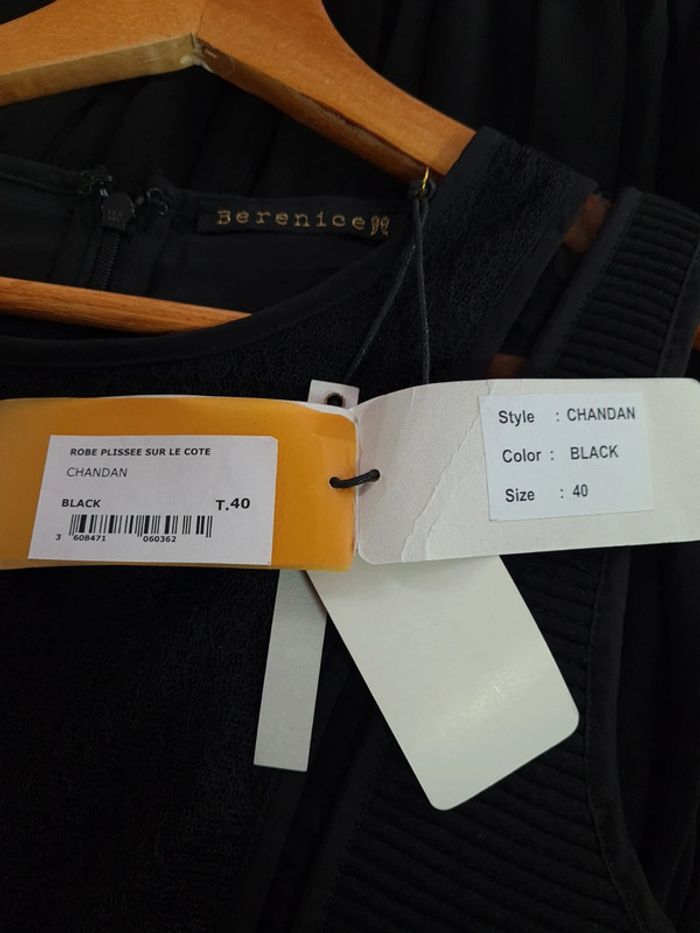 Berenice
ROBE PLISSEE SUR LE COTE
CHANDAN
BLACK
T.40
3 608471 060362
Style : CHANDAN
Color : BLACK
Size : 40